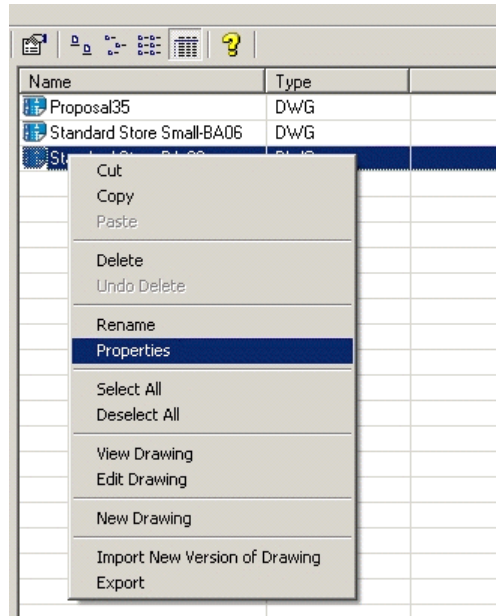 Name Type
Proposal35 DWG
Standard Store Small-BA06 DWG
Cut
Copy
Paste
Delete
Undo Delete
Rename
Properties
Select All
Deselect All
View Drawing
Edit Drawing
New Drawing
Import New Version of Drawing
Export